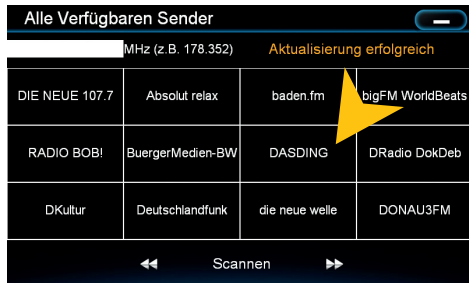 Alle Verfügbaren Sender
MHz (z.B. 178.352) Aktualisierung erfolgreich
DIE NEUE 107.7 Absolut relax baden.fm bigFM WorldBeats
RADIO BOB! BuergerMedien-BW DASDING DRadio DokDeb
DKultur Deutschlandfunk die neue welle DONAU3FM
Scannen